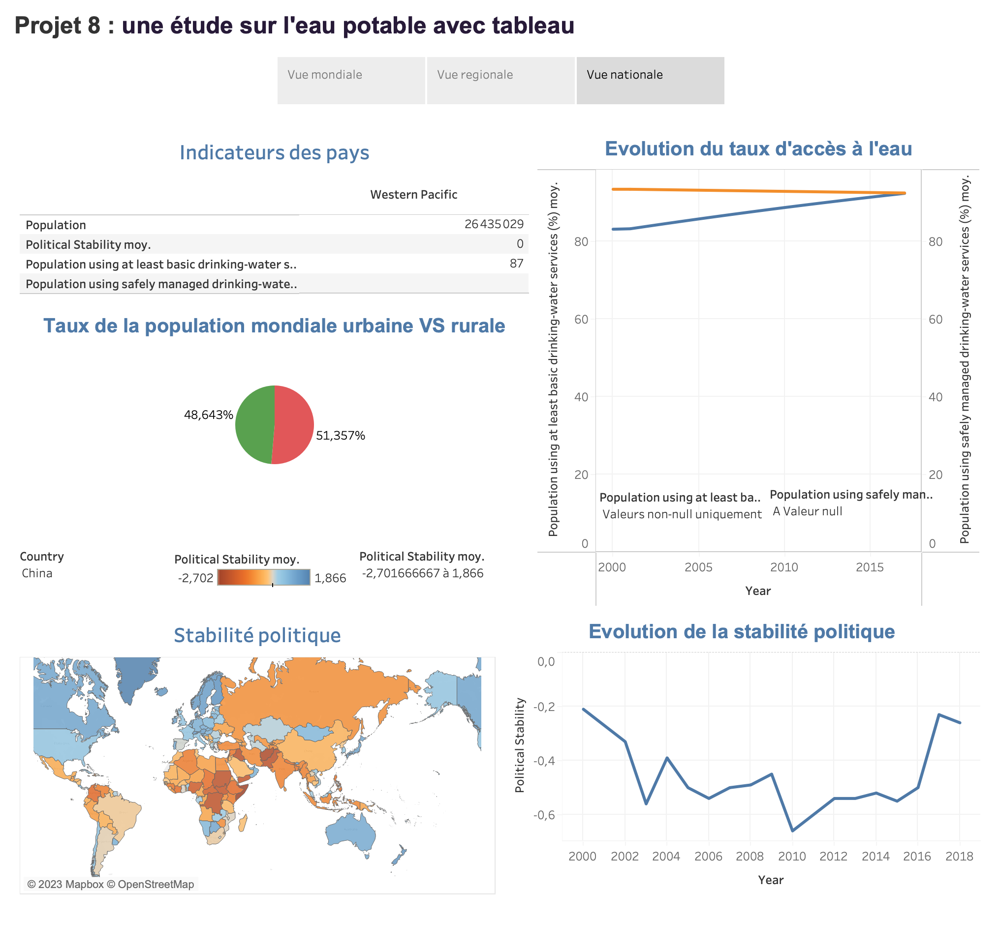 Projet 8 : une étude sur l'eau potable avec tableau
Vue mondiale
Vue regionale
Vue nationale
Indicateurs des pays
Western Pacific
Population 26 435 029
Political Stability moy. 0
Population using at least basic drinking-water s.. 87
Population using safely managed drinking-wate..
Taux de la population mondiale urbaine VS rurale
48,643%
51,357%
Country
China
Political Stability moy.
-2,702 1,866
Political Stability moy.
-2,701666667 à 1,866
Evolution du taux d'accès à l'eau
Population using at least basic drinking-water services (%) moy.
80
60
40
20
0
Population using at least ba..
Valeurs non-null uniquement
Population using safely man..
A Valeur null
80
60
40
20
0
Population using safely managed drinking-water services (%) moy.
2000 2005 2010 2015
Year
Stabilité politique
© 2023 Mapbox © OpenStreetMap
Evolution de la stabilité politique
Political Stability
0,0
-0,2
-0,4
-0,6
2000 2002 2004 2006 2008 2010 2012 2014 2016 2018
Year